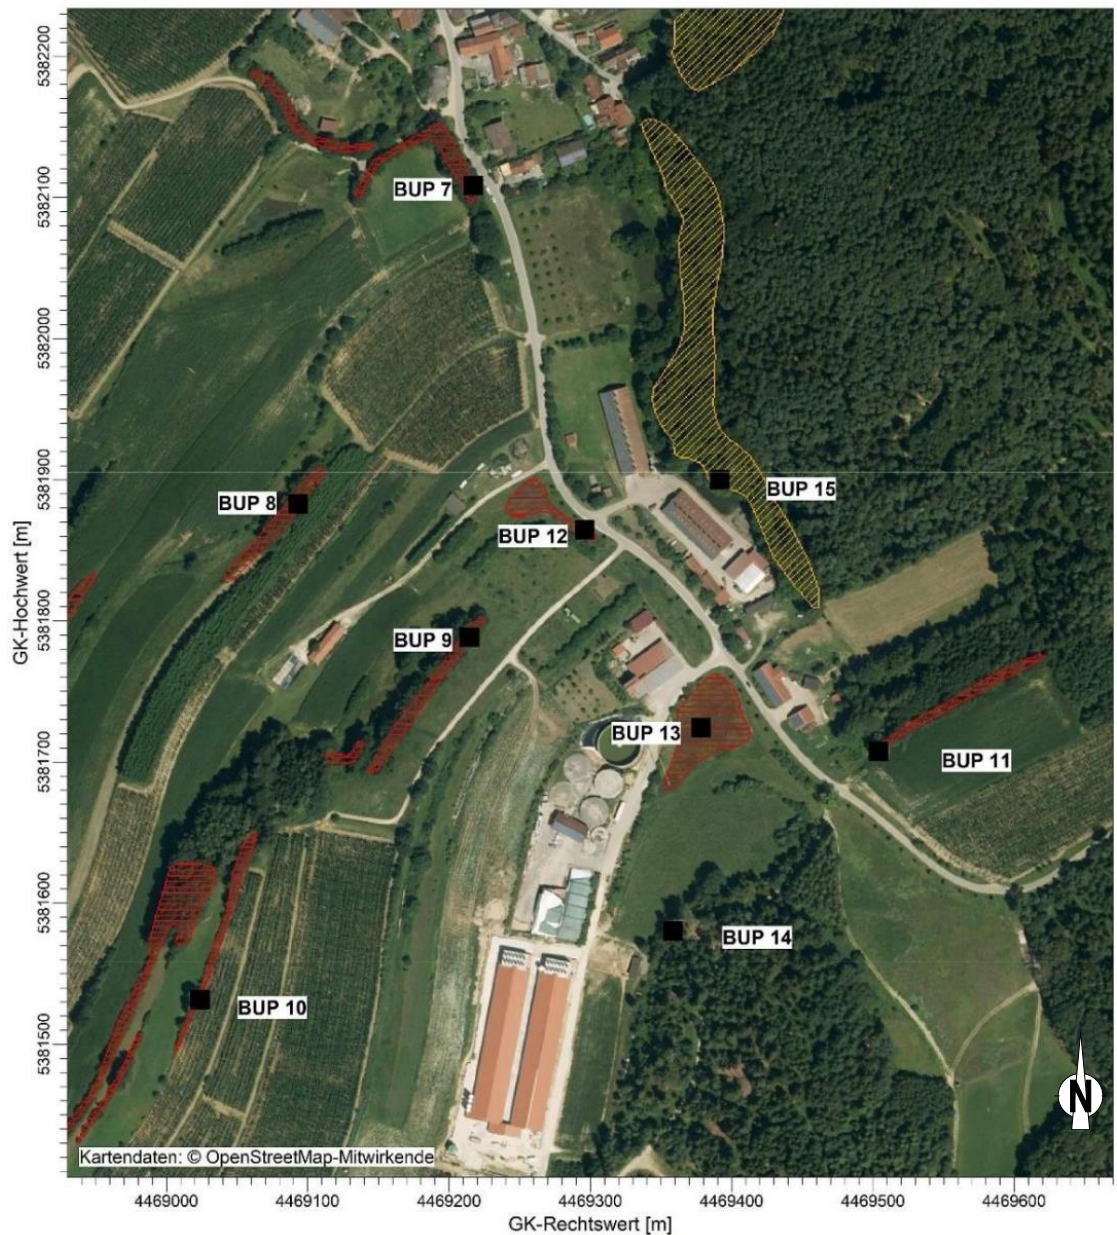 5382200
5382100
5382000
5381900
5381800
5381700
5381600
5381500
GK-Hochwert [m]
BUP 7
BUP 8
BUP 15
BUP 12
BUP 9
BUP 13
BUP 11
BUP 14
BUP 10
N
Kartendaten: © OpenStreetMap-Mitwirkende
4469000 4469100 4469200 4469300 4469400 4469500 4469600
GK-Rechtswert [m]